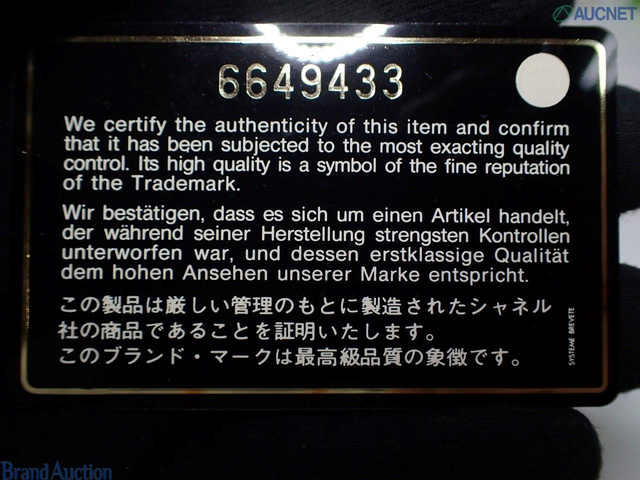 AUCNET
6649433
We certify the authenticity of this item and confirm
that it has been subjected to the most exacting quality
control. Its high quality is a symbol of the fine reputation
of the Trademark.
Wir bestätigen, dass es sich um einen Artikel handelt,
der während seiner Herstellung strengsten Kontrollen
unterworfen war, und dessen erstklassige Qualität
dem hohen Ansehen unserer Marke entspricht.
この製品は厳しい管理のもとに製造されたシャネル
社の商品であることを証明いたします。
このブランド・マークは最高級品質の象徴です。
SYSTEME BREVETE
Brand Auction